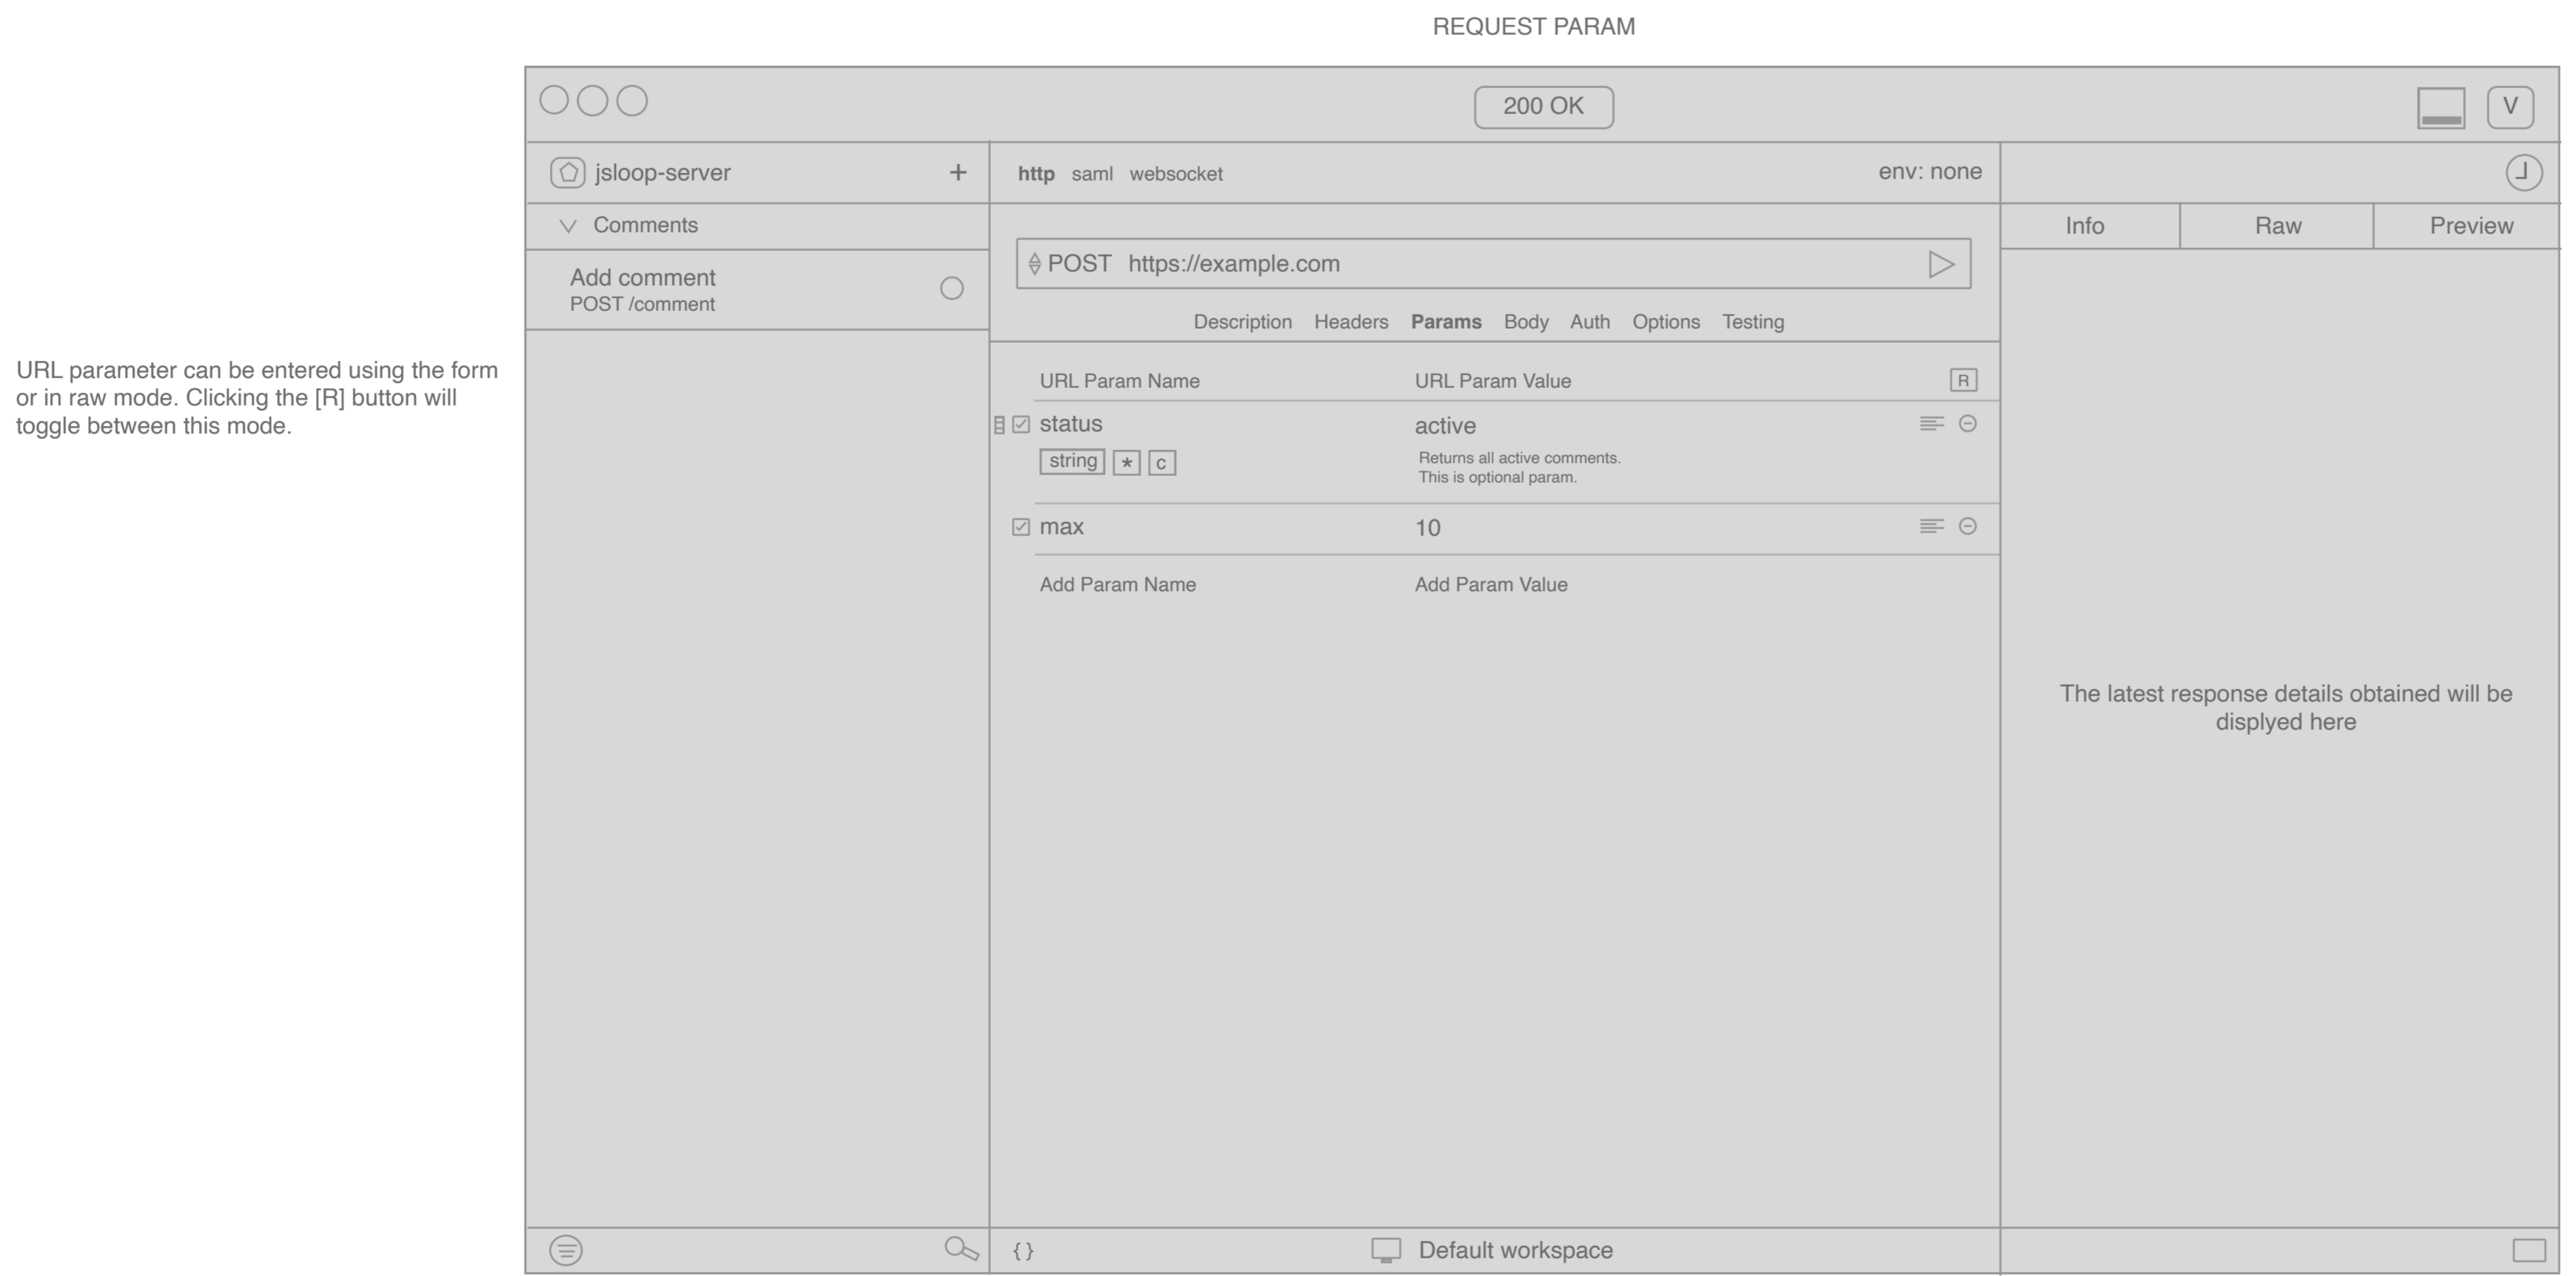 REQUEST PARAM
200 OK
V
jsloop-server +
http saml websocket env: none
Comments
Info Raw Preview
Add comment
POST /comment
POST https://example.com
Description Headers Params Body Auth Options Testing
URL parameter can be entered using the form
or in raw mode. Clicking the [R] button will
toggle between this mode.
URL Param Name URL Param Value R
status active
string * c
Returns all active comments.
This is optional param.
max 10
Add Param Name Add Param Value
The latest response details obtained will be
displyed here
{ } Default workspace